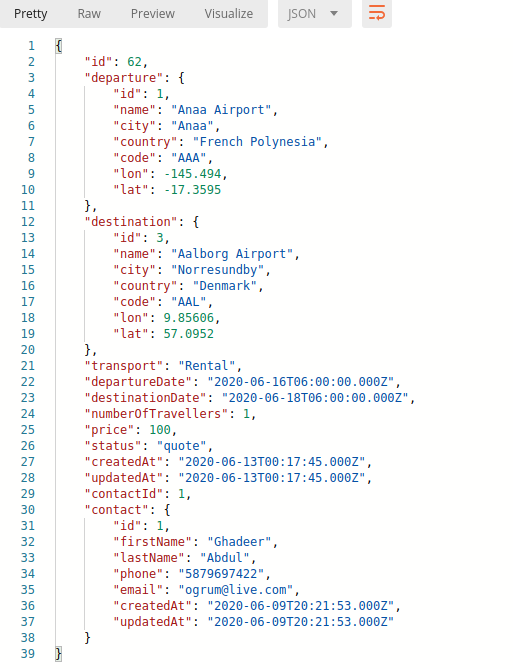 Pretty Raw Preview Visualize JSON
1 {
2 "id": 62,
3 "departure": {
4 "id": 1,
5 "name": "Anaa Airport",
6 "city": "Anaa",
7 "country": "French Polynesia",
8 "code": "AAA",
9 "lon": -145.494,
10 "lat": -17.3595
11 },
12 "destination": {
13 "id": 3,
14 "name": "Aalborg Airport",
15 "city": "Norresundby",
16 "country": "Denmark",
17 "code": "AAL",
18 "lon": 9.85606,
19 "lat": 57.0952
20 },
21 "transport": "Rental",
22 "departureDate": "2020-06-16T06:00:00.000Z",
23 "destinationDate": "2020-06-18T06:00:00.000Z",
24 "numberOfTravellers": 1,
25 "price": 100,
26 "status": "quote",
27 "createdAt": "2020-06-13T00:17:45.000Z",
28 "updatedAt": "2020-06-13T00:17:45.000Z",
29 "contactId": 1,
30 "contact": {
31 "id": 1,
32 "firstName": "Ghadeer",
33 "lastName": "Abdul",
34 "phone": "5879697422",
35 "email": "ogrum@live.com",
36 "createdAt": "2020-06-09T20:21:53.000Z",
37 "updatedAt": "2020-06-09T20:21:53.000Z"
38 }
39 }